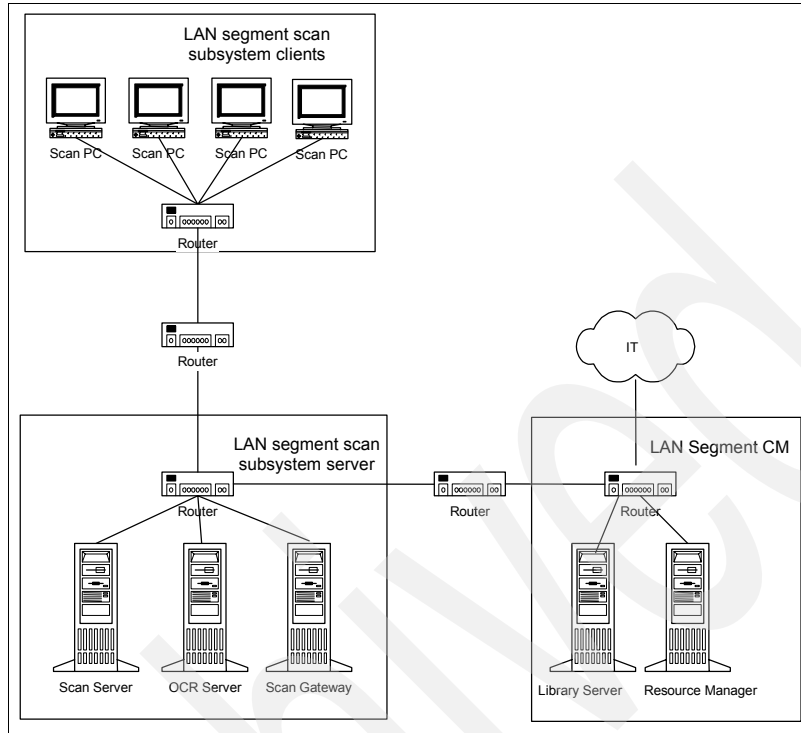 LAN segment scan
subsystem clients
Scan PC
Scan PC
Scan PC
Scan PC
Router
Router
IT
LAN segment scan
subsystem server
LAN Segment CM
Router
Router
Router
Scan Server
OCR Server
Scan Gateway
Library Server
Resource Manager